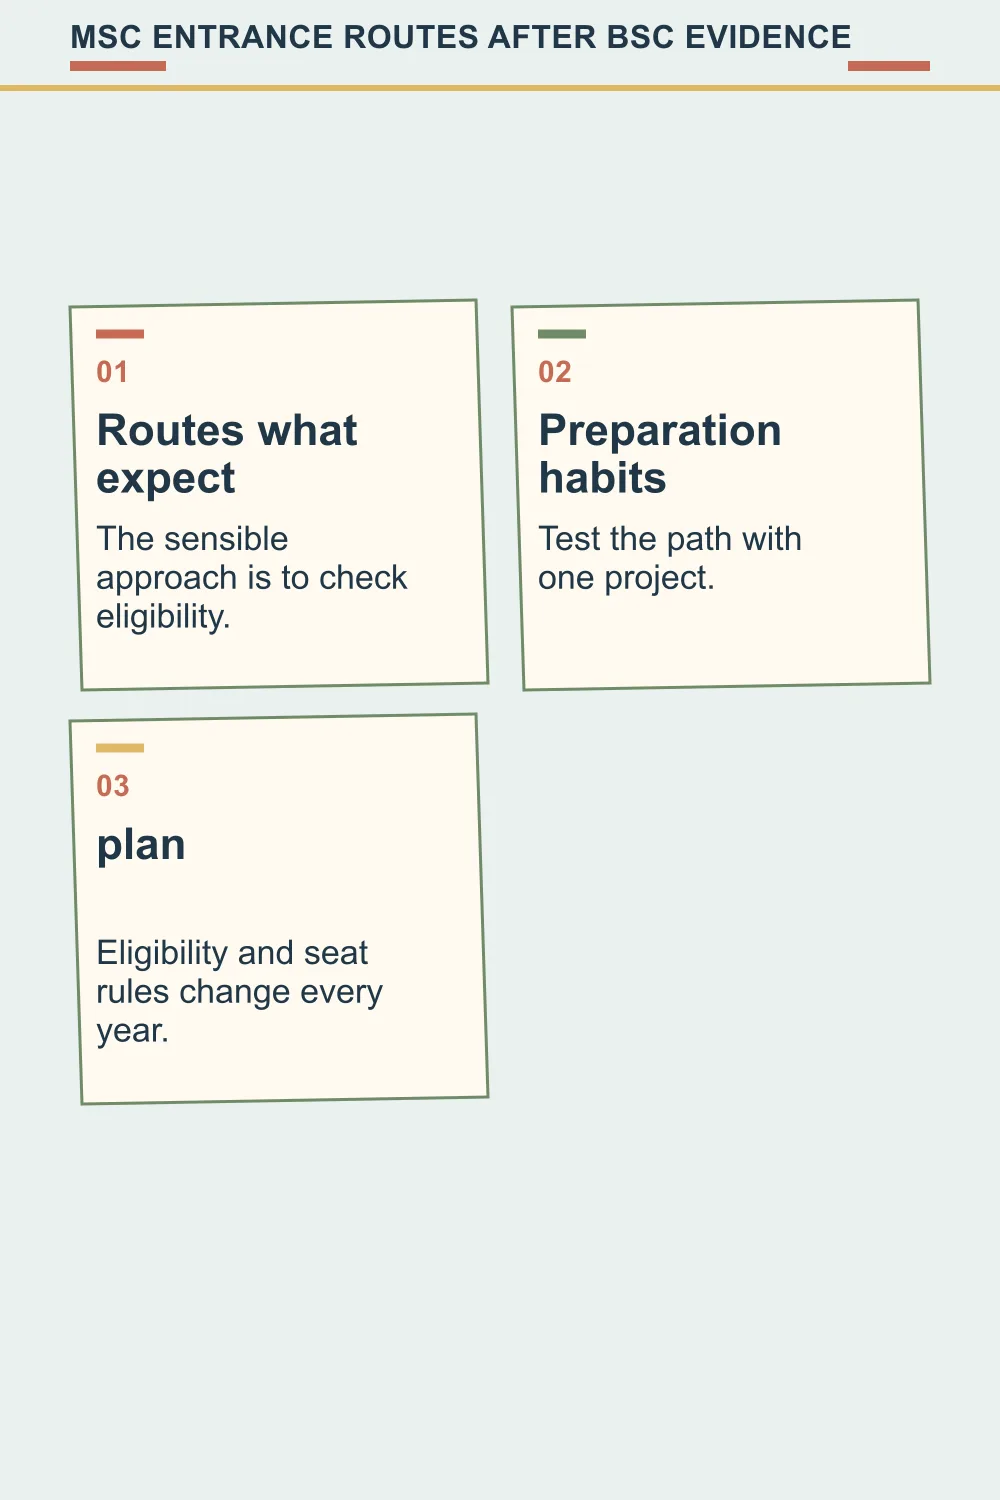 MSC ENTRANCE ROUTES AFTER BSC EVIDENCE
01
Routes what
expect
The sensible
approach is to check
eligibility.
02
Preparation
habits
Test the path with
one project.
03
plan
Eligibility and seat
rules change every
year.